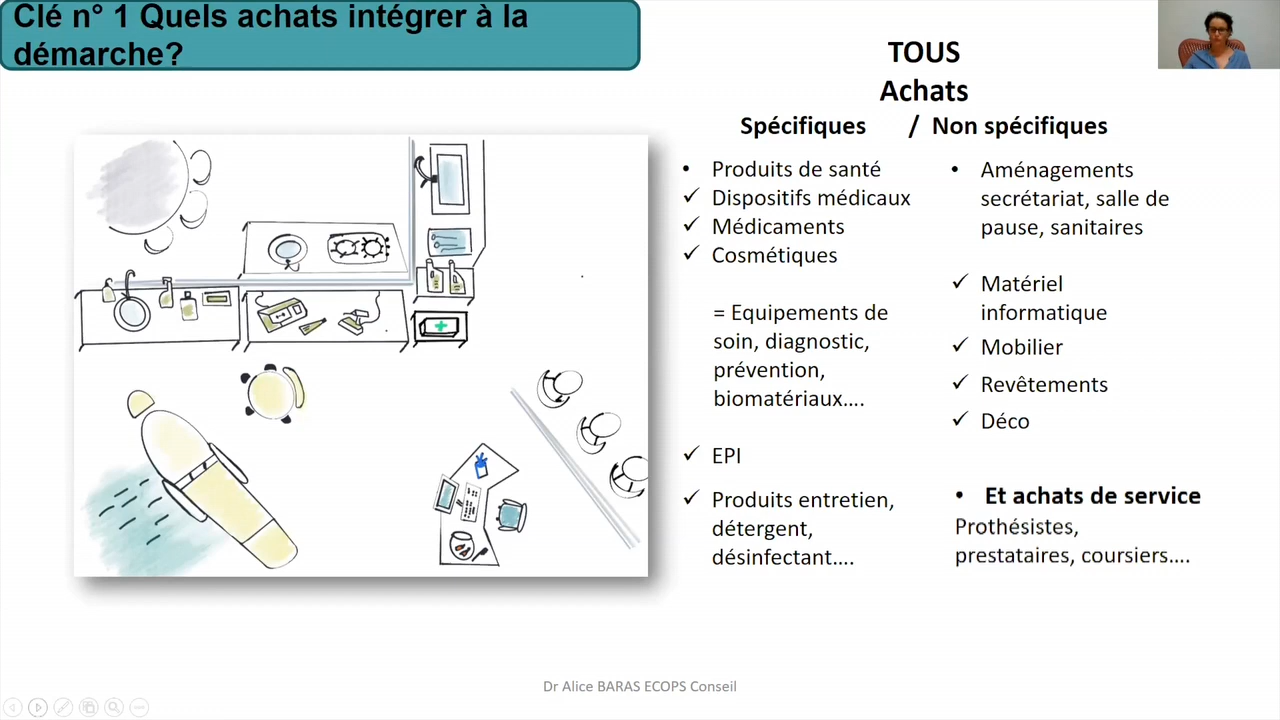 Clé n° 1 Quels achats intégrer à la
démarche?
TOUS
Achats
Spécifiques / Non spécifiques
• Produits de santé
✓ Dispositifs médicaux
✓ Médicaments
✓ Cosmétiques
= Equipements de
soin, diagnostic,
prévention,
biomatériaux….
✓ EPI
✓ Produits entretien,
détergent,
désinfectant….
• Aménagements
secrétariat, salle de
pause, sanitaires
✓ Matériel
informatique
✓ Mobilier
✓ Revêtements
✓ Déco
• Et achats de service
Prothésistes,
prestataires, coursiers….
Dr Alice BARAS ECOPS Conseil